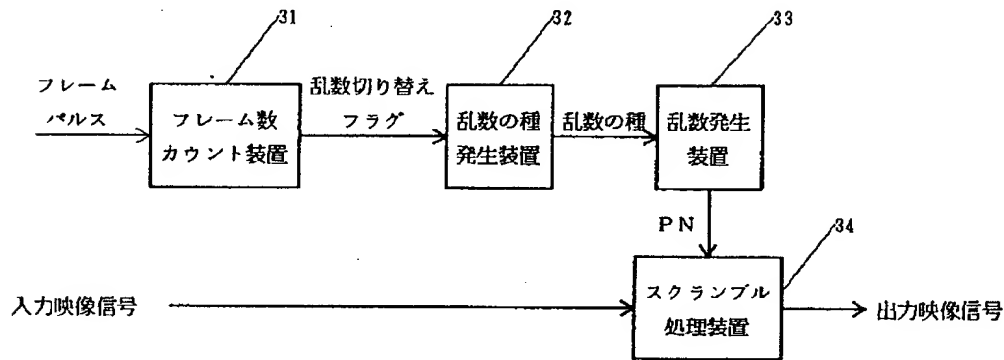 31
32
33
フレーム
パルス
フレーム数
カウント装置
乱数切り替え
フラグ
乱数の種
発生装置
乱数の種
乱数発生
装置
PN
34
入力映像信号
スクランブル
処理装置
出力映像信号